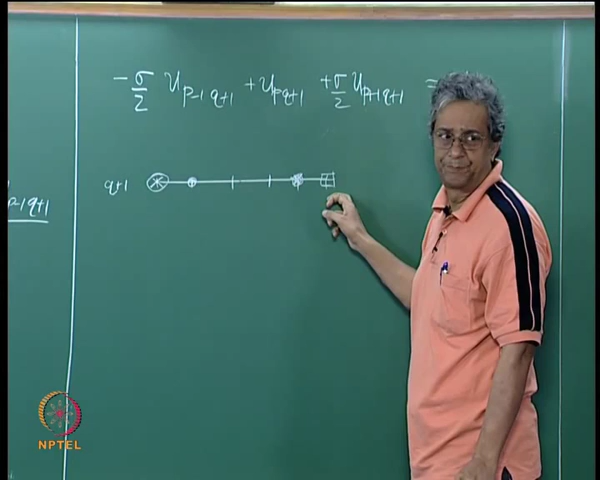 -σ/2 u_{p-1 q+1} + u_{p q+1} + σ/2 u_{p+1 q+1} =
q+1
p-1 q+1
NPTEL